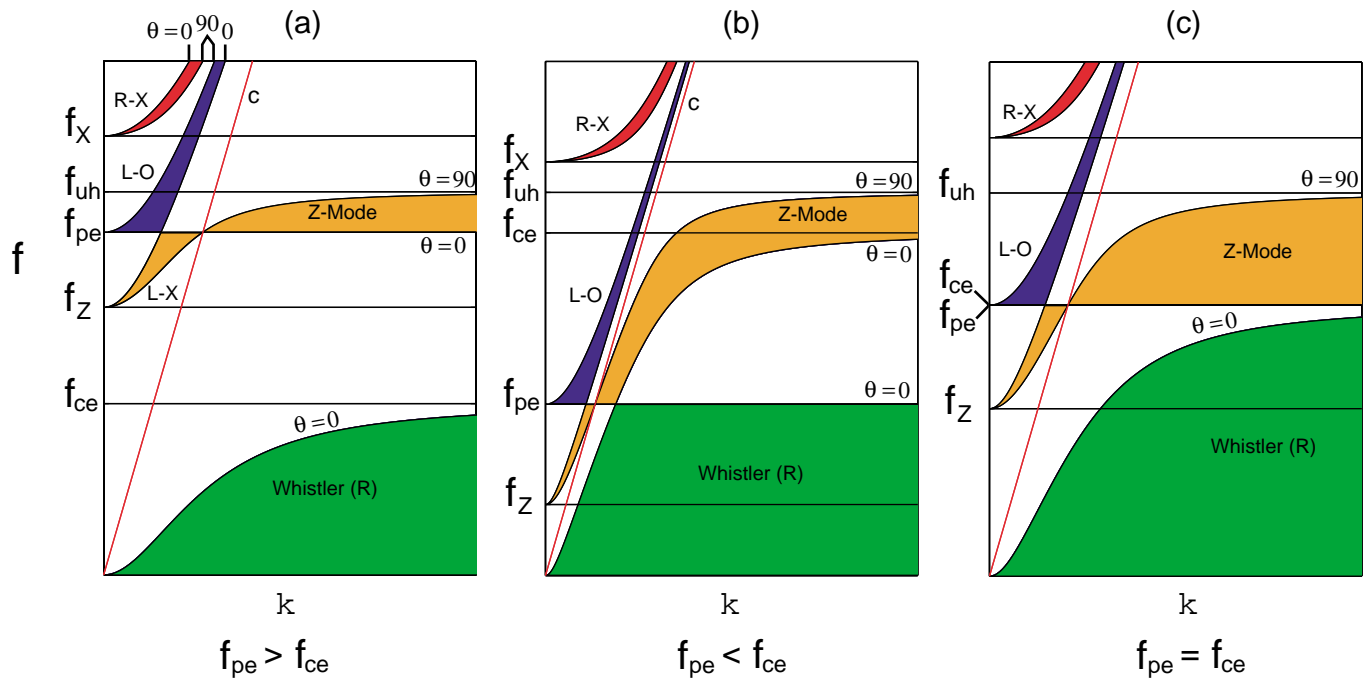 (a)
θ=0 90 0
R-X
c
f_X
L-O
f_uh
θ=90
Z-Mode
f_pe
θ=0
f
L-X
f_Z
f_ce
θ=0
Whistler (R)
k
f_pe > f_ce
(b)
c
R-X
f_X
f_uh
θ=90
Z-Mode
f_ce
θ=0
L-O
f_pe
θ=0
Whistler (R)
f_Z
k
f_pe < f_ce
(c)
R-X
f_uh
θ=90
L-O
Z-Mode
f_ce
f_pe
θ=0
f_Z
Whistler (R)
k
f_pe = f_ce